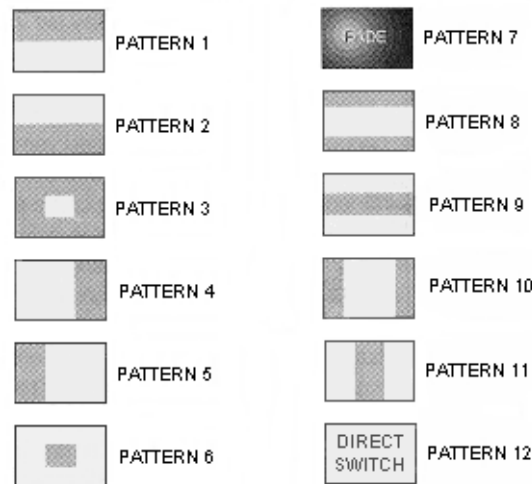 PATTERN 1
PATTERN 2
PATTERN 3
PATTERN 4
PATTERN 5
PATTERN 6
FADE
PATTERN 7
PATTERN 8
PATTERN 9
PATTERN 10
PATTERN 11
DIRECT
SWITCH
PATTERN 12